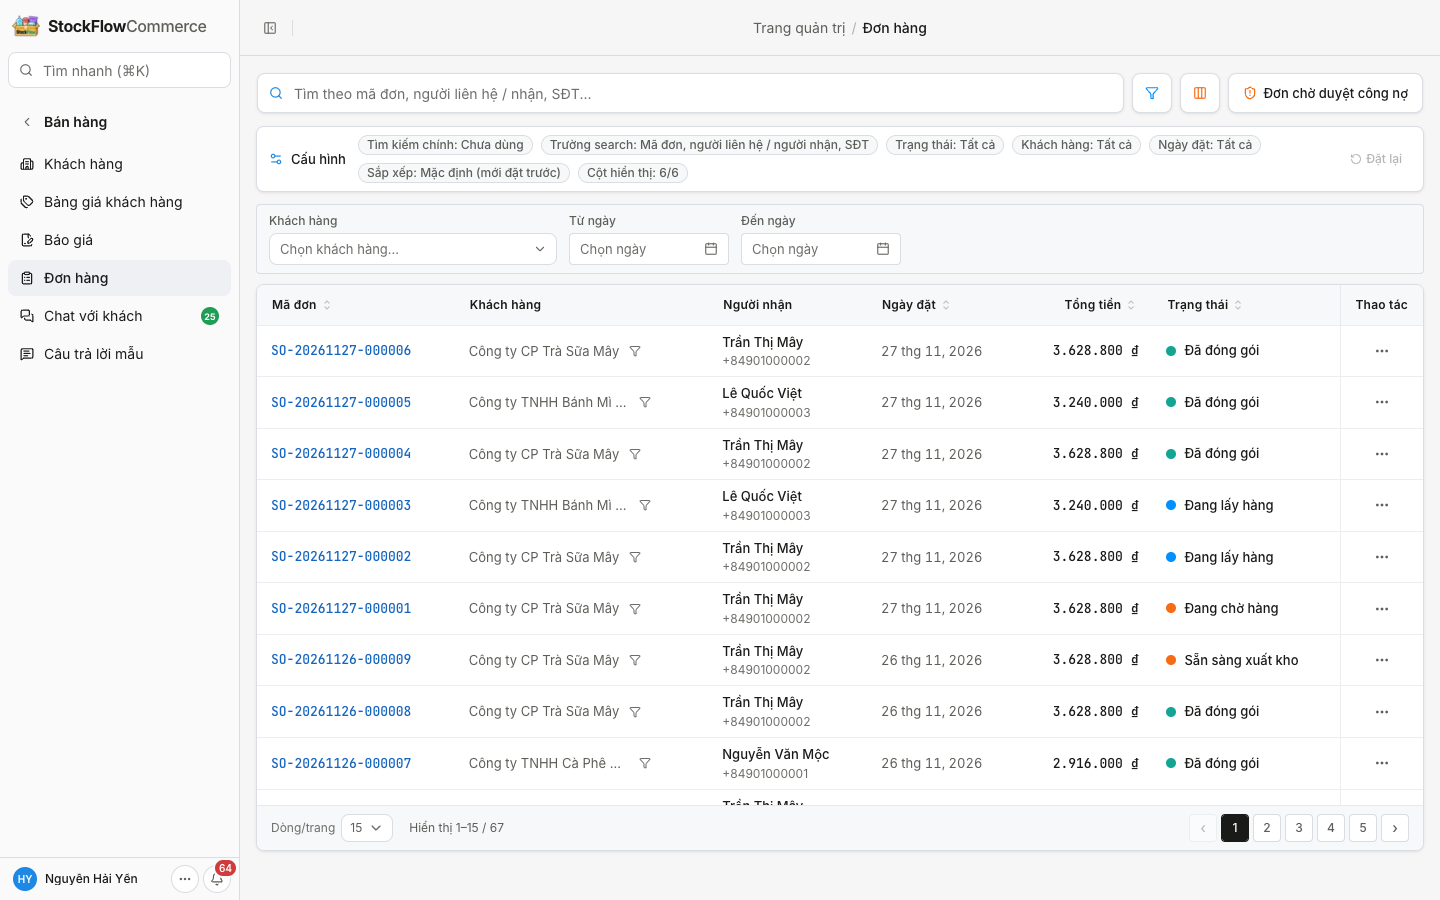 StockFlowCommerce
Tìm nhanh (⌘K)
Bán hàng
Khách hàng
Bảng giá khách hàng
Báo giá
Đơn hàng
Chat với khách
25
Câu trả lời mẫu
HY
Nguyễn Hải Yến
64
Trang quản trị / Đơn hàng
Tìm theo mã đơn, người liên hệ / nhận, SĐT...
Đơn chờ duyệt công nợ
Cấu hình
Tìm kiếm chính: Chưa dùng
Trường search: Mã đơn, người liên hệ / người nhận, SĐT
Trạng thái: Tất cả
Khách hàng: Tất cả
Ngày đặt: Tất cả
Sắp xếp: Mặc định (mới đặt trước)
Cột hiển thị: 6/6
Đặt lại
Khách hàng
Từ ngày
Đến ngày
Chọn khách hàng...
Chọn ngày
Chọn ngày
Mã đơn Khách hàng Người nhận Ngày đặt Tổng tiền Trạng thái Thao tác
SO-20261127-000006 Công ty CP Trà Sữa Mây Trần Thị Mây 27 thg 11, 2026 3.628.800 ₫ Đã đóng gói
+84901000002
SO-20261127-000005 Công ty TNHH Bánh Mì ... Lê Quốc Việt 27 thg 11, 2026 3.240.000 ₫ Đã đóng gói
+84901000003
SO-20261127-000004 Công ty CP Trà Sữa Mây Trần Thị Mây 27 thg 11, 2026 3.628.800 ₫ Đã đóng gói
+84901000002
SO-20261127-000003 Công ty TNHH Bánh Mì ... Lê Quốc Việt 27 thg 11, 2026 3.240.000 ₫ Đang lấy hàng
+84901000003
SO-20261127-000002 Công ty CP Trà Sữa Mây Trần Thị Mây 27 thg 11, 2026 3.628.800 ₫ Đang lấy hàng
+84901000002
SO-20261127-000001 Công ty CP Trà Sữa Mây Trần Thị Mây 27 thg 11, 2026 3.628.800 ₫ Đang chờ hàng
+84901000002
SO-20261126-000009 Công ty CP Trà Sữa Mây Trần Thị Mây 26 thg 11, 2026 3.628.800 ₫ Sẵn sàng xuất kho
+84901000002
SO-20261126-000008 Công ty CP Trà Sữa Mây Trần Thị Mây 26 thg 11, 2026 3.628.800 ₫ Đã đóng gói
+84901000002
SO-20261126-000007 Công ty TNHH Cà Phê ... Nguyễn Văn Mộc 26 thg 11, 2026 2.916.000 ₫ Đã đóng gói
+84901000001
Dòng/trang 15 Hiển thị 1–15 / 67
‹ 1 2 3 4 5 ›